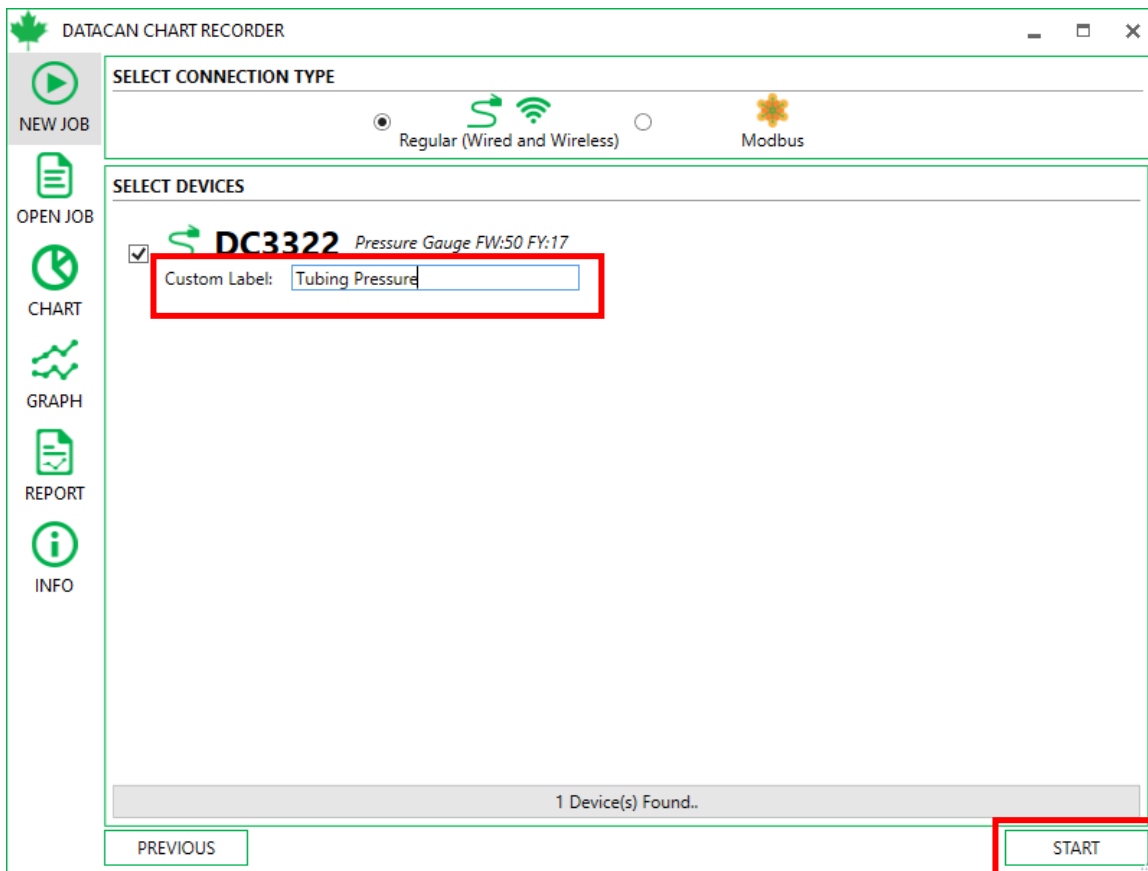 DATACAN CHART RECORDER
NEW JOB
OPEN JOB
CHART
GRAPH
REPORT
INFO
SELECT CONNECTION TYPE
Regular (Wired and Wireless)
Modbus
SELECT DEVICES
DC3322 Pressure Gauge FW:50 FY:17
Custom Label: Tubing Pressure
1 Device(s) Found..
PREVIOUS
START